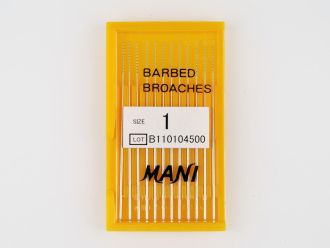 BARBED
BROACHES
SIZE 1
LOT B110104500
MANI